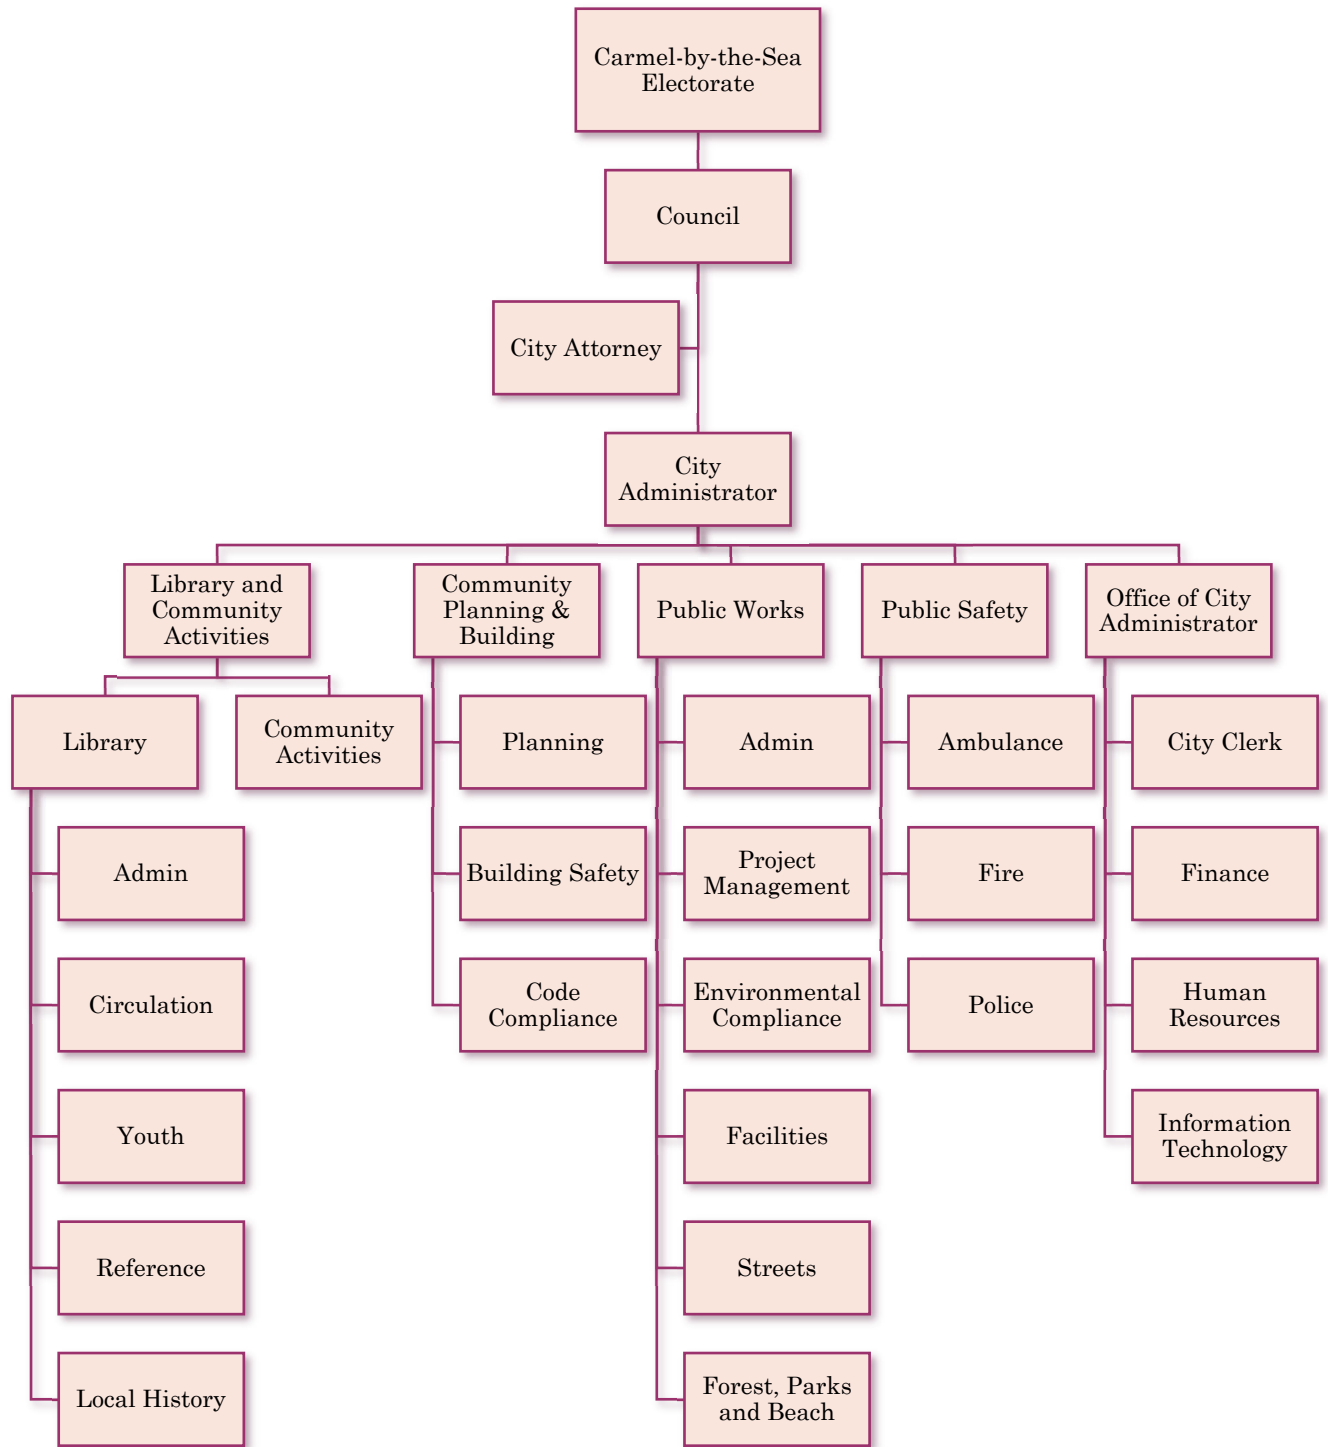 Carmel-by-the-Sea
Electorate
Council
City Attorney
City
Administrator
Library and
Community
Activities
Community
Planning &
Building
Public Works
Public Safety
Office of City
Administrator
Library
Community
Activities
Planning
Admin
Ambulance
City Clerk
Admin
Building Safety
Project
Management
Fire
Finance
Circulation
Code
Compliance
Environmental
Compliance
Police
Human
Resources
Youth
Facilities
Information
Technology
Reference
Streets
Local History
Forest, Parks
and Beach